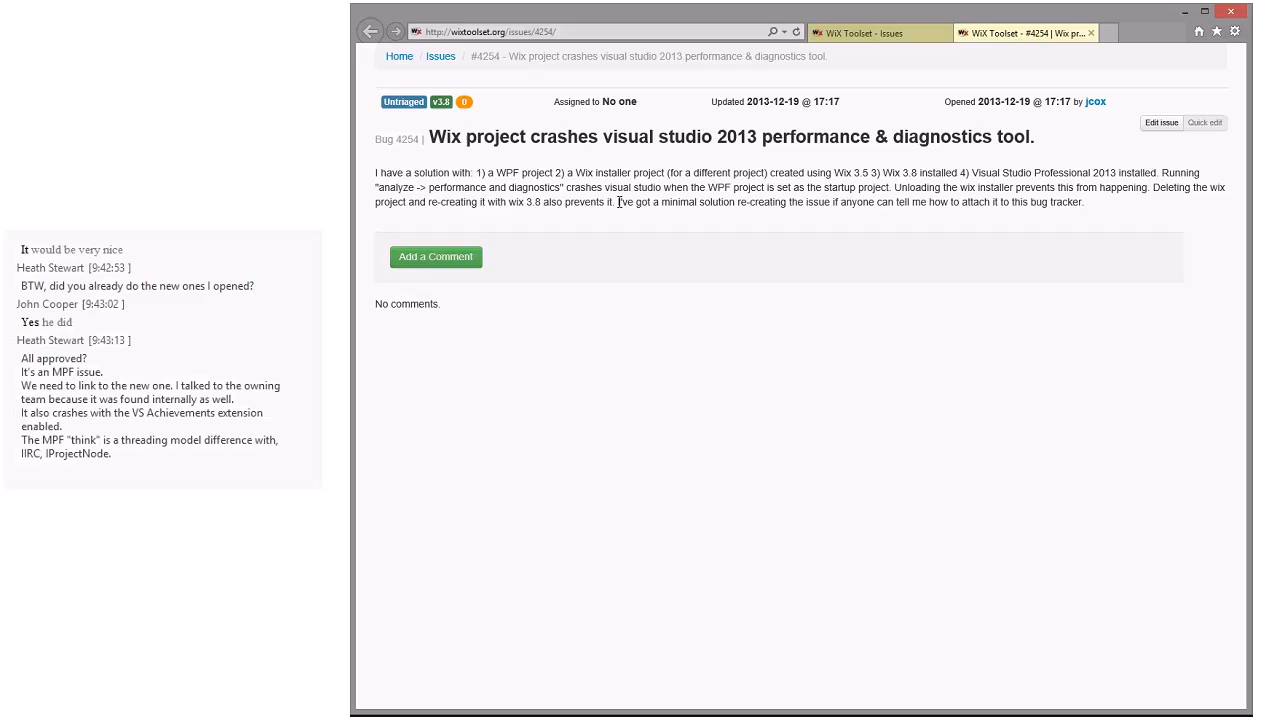 It would be very nice
Heath Stewart [9:42:53 ]
BTW, did you already do the new ones I opened?
John Cooper [9:43:02 ]
Yes he did
Heath Stewart [9:43:13 ]
All approved?
It's an MPF issue.
We need to link to the new one. I talked to the owning
team because it was found internally as well.
It also crashes with the VS Achievements extension
enabled.
The MPF "think" is a threading model difference with,
IIRC, IProjectNode.
http://wixtoolset.org/issues/4254/
WiX Toolset - Issues
WiX Toolset - #4254 | Wix pr...
Home / Issues / #4254 - Wix project crashes visual studio 2013 performance & diagnostics tool.
Untriaged v3.8 0 Assigned to No one Updated 2013-12-19 @ 17:17 Opened 2013-12-19 @ 17:17 by jcox
Edit issue Quick edit
Bug 4254 | Wix project crashes visual studio 2013 performance & diagnostics tool.
I have a solution with: 1) a WPF project 2) a Wix installer project (for a different project) created using Wix 3.5 3) Wix 3.8 installed 4) Visual Studio Professional 2013 installed. Running
"analyze -> performance and diagnostics" crashes visual studio when the WPF project is set as the startup project. Unloading the wix installer prevents this from happening. Deleting the wix
project and re-creating it with wix 3.8 also prevents it. I've got a minimal solution re-creating the issue if anyone can tell me how to attach it to this bug tracker.
Add a Comment
No comments.